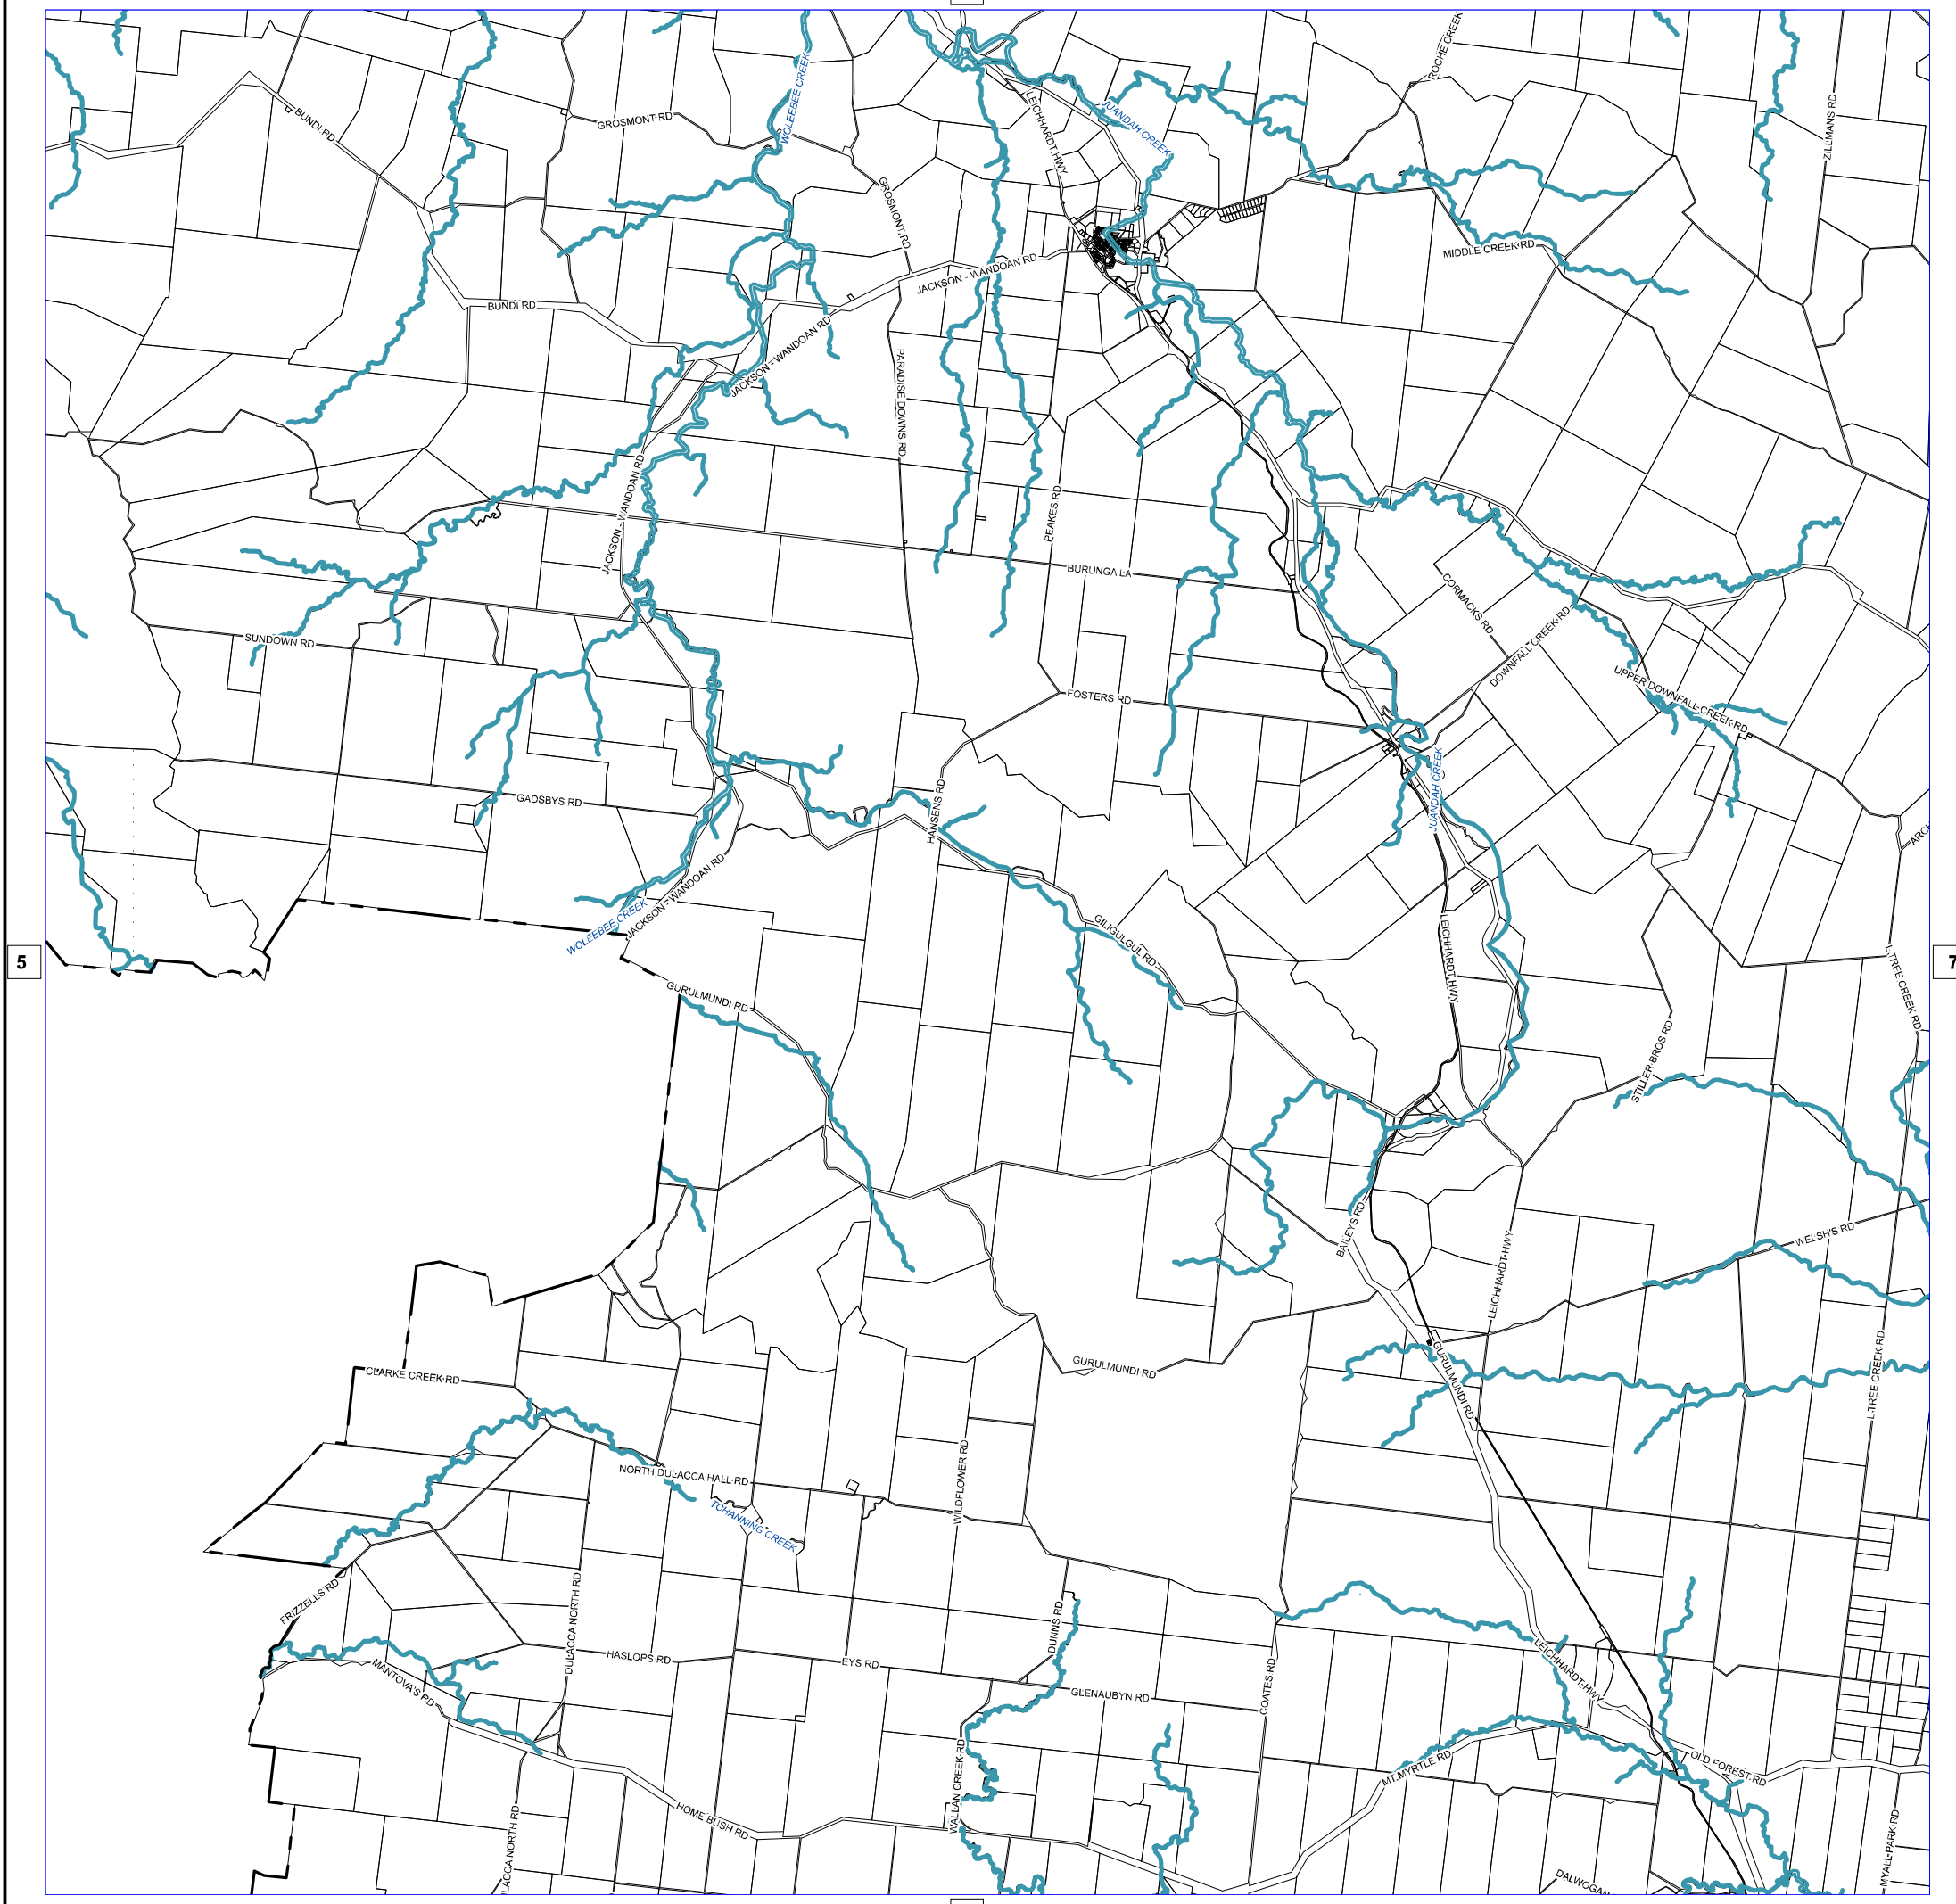 ROCHE CREEK
BUNDI RD
GROSMONT RD
WOLEEBEE CREEK
LEICHHARDT HWY
JUANDAH CREEK
ZILLMANS RD
GROSMONT RD
MIDDLE CREEK RD
JACKSON - WANDOAN RD
BUNDI RD
JACKSON - WANDOAN RD
PARADISE DOWNS RD
JACKSON - WANDOAN RD
PEAKES RD
BURUNGA LA
CORMACKS RD
DOWNFALL CREEK RD
SUNDOWN RD
FOSTERS RD
UPPER DOWNFALL CREEK RD
JUANDAH CREEK
GADSBYS RD
HANSENS RD
JACKSON - WANDOAN RD
WOLEEBEE CREEK
GILIGULGUL RD
LEICHHARDT HWY
5
7
L TREE CREEK RD
GURULMUNDI RD
STILLER BROS RD
BAILEYS RD
WELSH'S RD
LEICHHARDT HWY
GURULMUNDI RD
GURULMUNDI RD
L TREE CREEK RD
CLARKE CREEK RD
NORTH DULACCA HALL RD
WILDFLOWER RD
TCHANNING CREEK
FRIZZELLS RD
DULACCA NORTH RD
HASLOPS RD
EYS RD
DUNNS RD
MANTOVA'S RD
GLENAUBYN RD
COATES RD
LEICHHARDT HWY
OLD FOREST RD
MT MYRTLE RD
WALLAN CREEK RD
HOME BUSH RD
LACCA NORTH RD
MYALL PARK RD
DALWOGAN